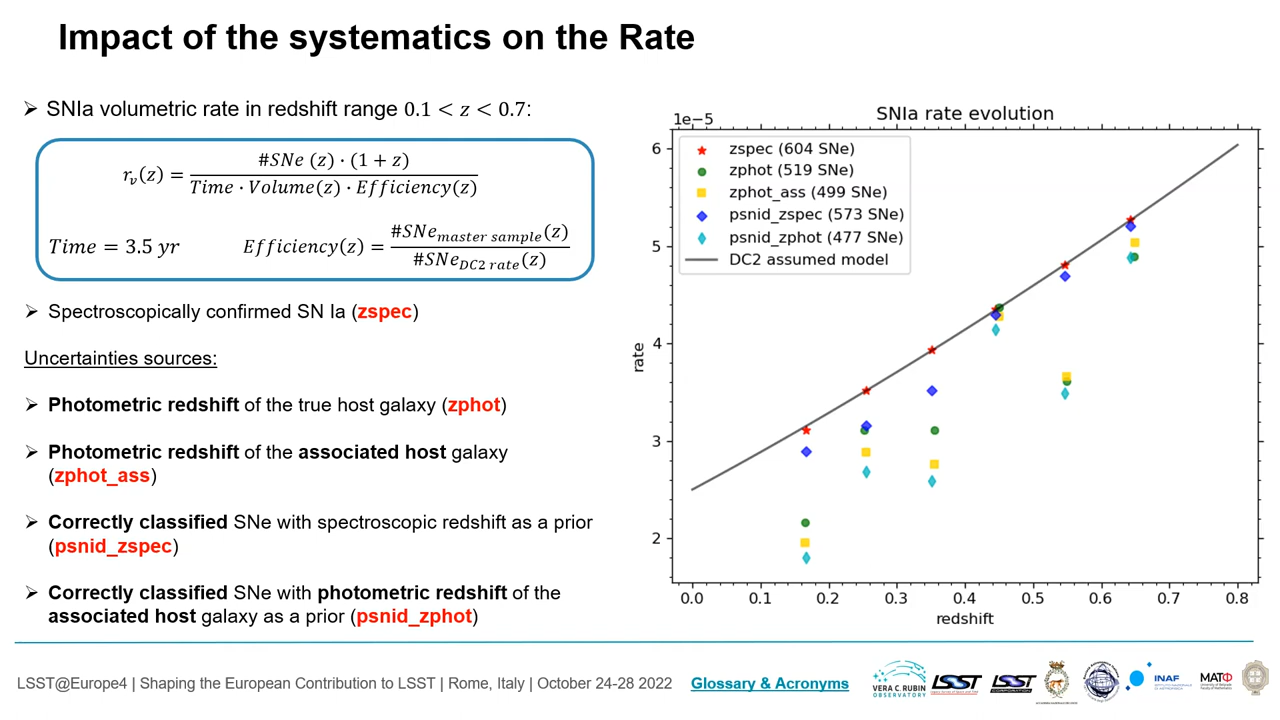 Impact of the systematics on the Rate
➢ SNIa volumetric rate in redshift range 0.1 < z < 0.7:
r_v(z) = #SNe (z) · (1 + z) / Time · Volume(z) · Efficiency(z)
Time = 3.5 yr
Efficiency(z) = #SNe_master sample(z) / #SNe_DC2 rate(z)
➢ Spectroscopically confirmed SN Ia (zspec)
Uncertainties sources:
➢ Photometric redshift of the true host galaxy (zphot)
➢ Photometric redshift of the associated host galaxy
(zphot_ass)
➢ Correctly classified SNe with spectroscopic redshift as a prior
(psnid_zspec)
➢ Correctly classified SNe with photometric redshift of the
associated host galaxy as a prior (psnid_zphot)
SNIa rate evolution
1e−5
zspec (604 SNe)
zphot (519 SNe)
zphot_ass (499 SNe)
psnid_zspec (573 SNe)
psnid_zphot (477 SNe)
DC2 assumed model
6
5
4
3
2
rate
0.0 0.1 0.2 0.3 0.4 0.5 0.6 0.7 0.8
redshift
LSST@Europe4 | Shaping the European Contribution to LSST | Rome, Italy | October 24-28 2022
Glossary & Acronyms
VERA C. RUBIN
OBSERVATORY
LSST
LSST
CORPORATION
INAF
MATF